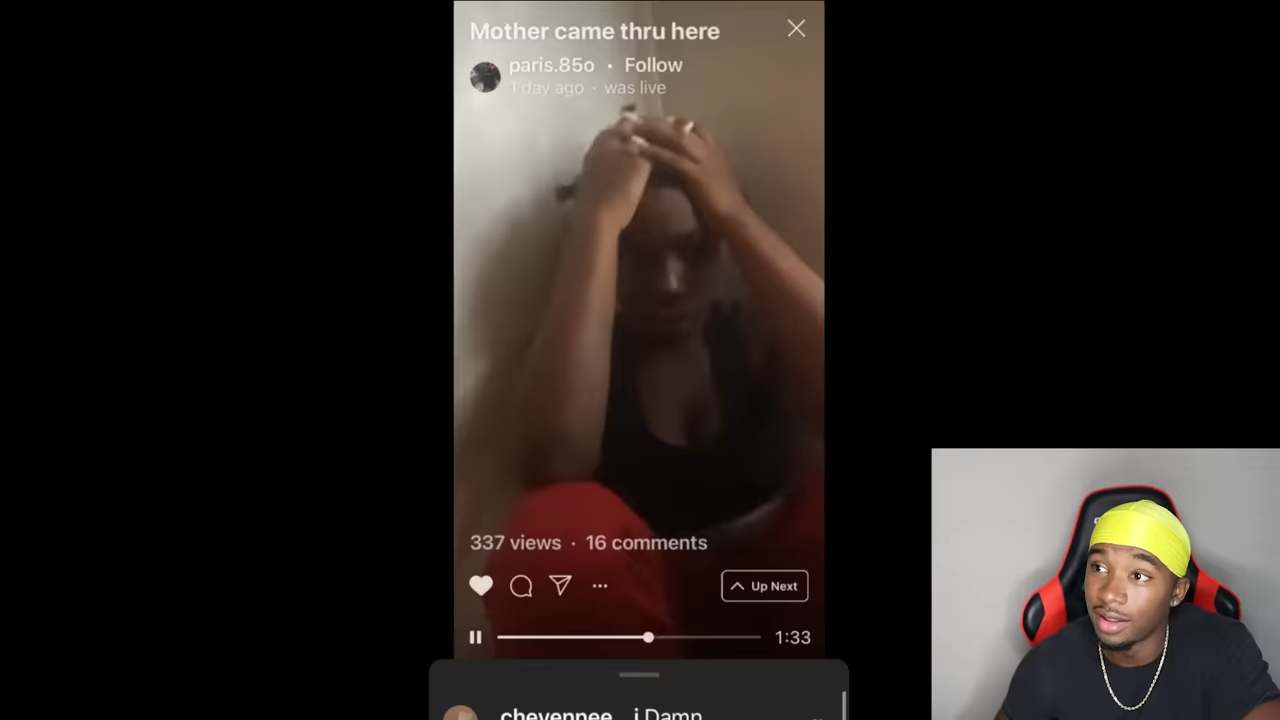 Mother came thru here
paris.85o • Follow
1 day ago · was live
337 views · 16 comments
Up Next
1:33
cheyennee_ j Damn